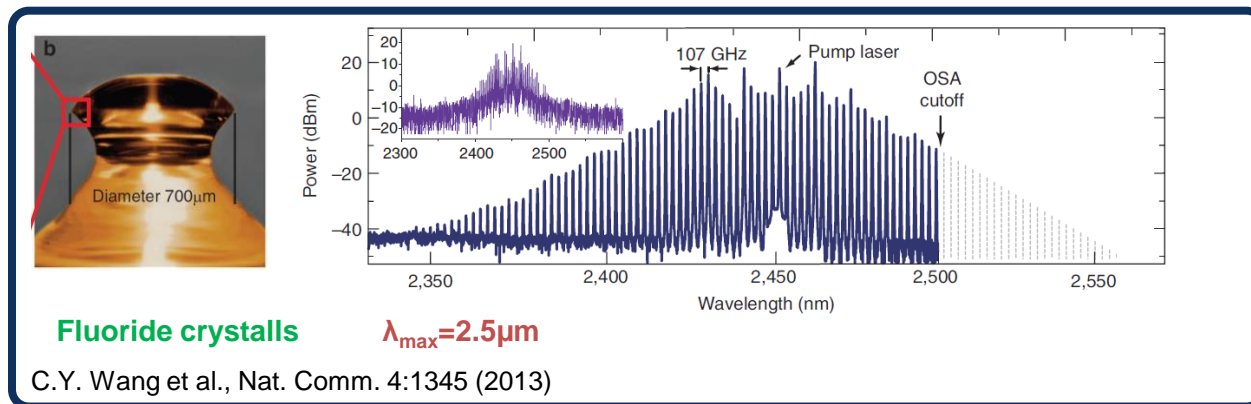 b
Diameter 700μm
20
10
0
−10
−20
2300
2400
2500
107 GHz
Pump laser
OSA
cutoff
20
0
−20
−40
Power (dBm)
2,350
2,400
2,450
2,500
2,550
Wavelength (nm)
Fluoride crystalls
λmax=2.5μm
C.Y. Wang et al., Nat. Comm. 4:1345 (2013)